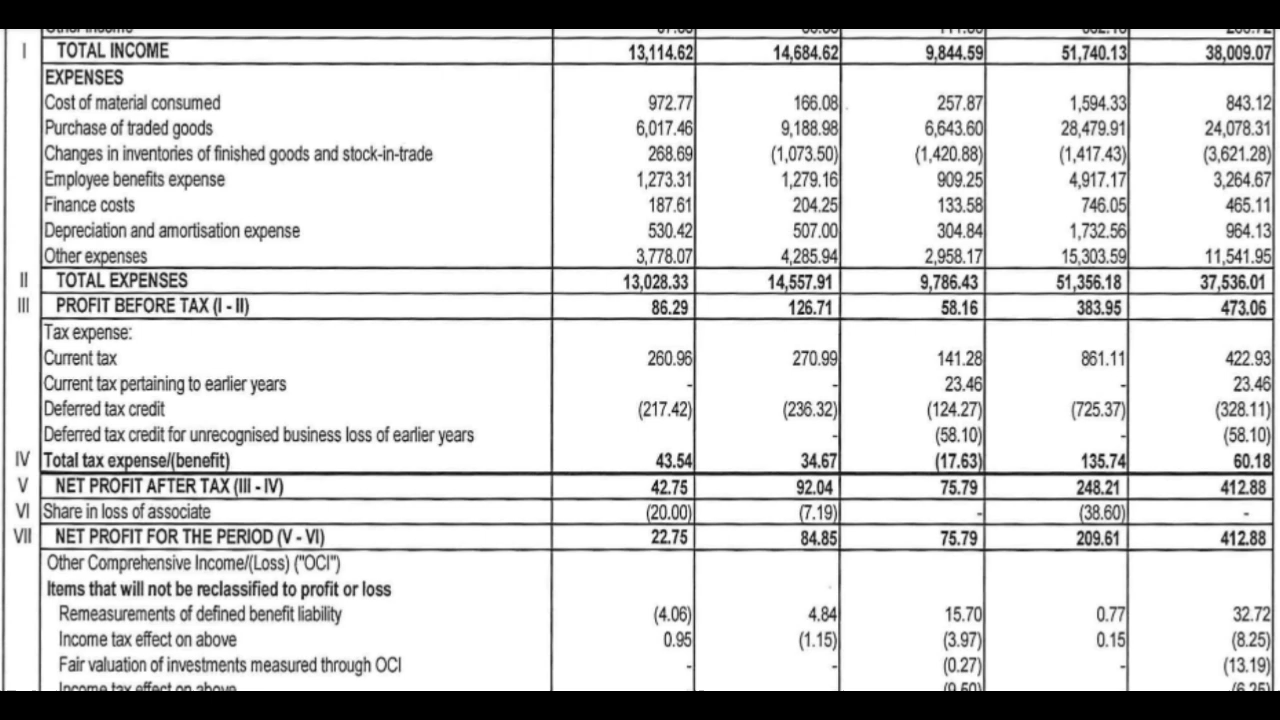 I TOTAL INCOME 13,114.62 14,684.62 9,844.59 51,740.13 38,009.07
EXPENSES
Cost of material consumed 972.77 166.08 257.87 1,594.33 843.12
Purchase of traded goods 6,017.46 9,188.98 6,643.60 28,479.91 24,078.31
Changes in inventories of finished goods and stock-in-trade 268.69 (1,073.50) (1,420.88) (1,417.43) (3,621.28)
Employee benefits expense 1,273.31 1,279.16 909.25 4,917.17 3,264.67
Finance costs 187.61 204.25 133.58 746.05 465.11
Depreciation and amortisation expense 530.42 507.00 304.84 1,732.56 964.13
Other expenses 3,778.07 4,285.94 2,958.17 15,303.59 11,541.95
II TOTAL EXPENSES 13,028.33 14,557.91 9,786.43 51,356.18 37,536.01
III PROFIT BEFORE TAX (I - II) 86.29 126.71 58.16 383.95 473.06
Tax expense:
Current tax 260.96 270.99 141.28 861.11 422.93
Current tax pertaining to earlier years - - 23.46 - 23.46
Deferred tax credit (217.42) (236.32) (124.27) (725.37) (328.11)
Deferred tax credit for unrecognised business loss of earlier years - - (58.10) - (58.10)
IV Total tax expense/(benefit) 43.54 34.67 (17.63) 135.74 60.18
V NET PROFIT AFTER TAX (III - IV) 42.75 92.04 75.79 248.21 412.88
VI Share in loss of associate (20.00) (7.19) - (38.60) -
VII NET PROFIT FOR THE PERIOD (V - VI) 22.75 84.85 75.79 209.61 412.88
Other Comprehensive Income/(Loss) ("OCI")
Items that will not be reclassified to profit or loss
Remeasurements of defined benefit liability (4.06) 4.84 15.70 0.77 32.72
Income tax effect on above 0.95 (1.15) (3.97) 0.15 (8.25)
Fair valuation of investments measured through OCI - - (0.27) - (13.19)
Income tax effect on above